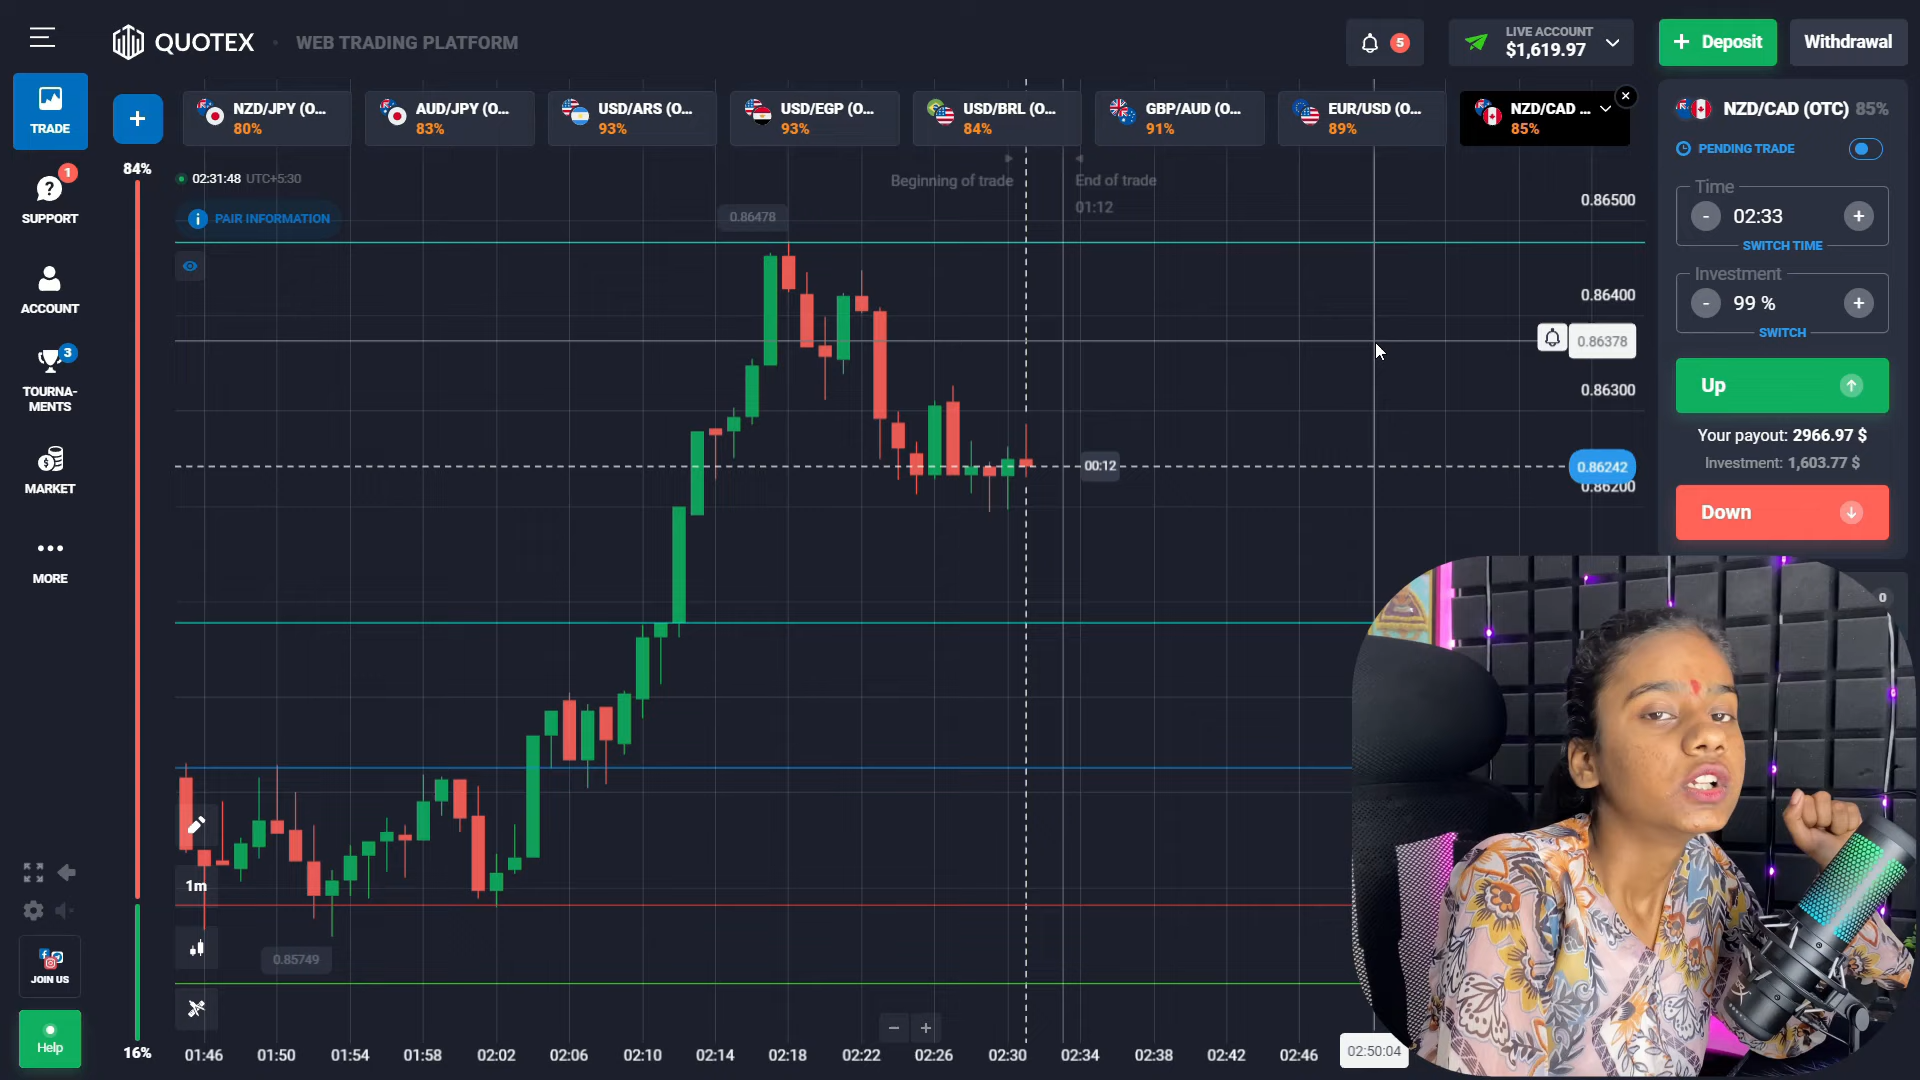 QUOTEX
WEB TRADING PLATFORM
5
LIVE ACCOUNT
$1,619.97
+ Deposit
Withdrawal
TRADE
+
NZD/JPY (O...
80%
AUD/JPY (O...
83%
USD/ARS (O...
93%
USD/EGP (O...
93%
USD/BRL (O...
84%
GBP/AUD (O...
91%
EUR/USD (O...
89%
NZD/CAD ...
85%
NZD/CAD (OTC) 85%
PENDING TRADE
Time
- 02:33 +
SWITCH TIME
Investment
- 99 % +
SWITCH
Up
Your payout: 2966.97 $
Investment: 1,603.77 $
Down
0
1
SUPPORT
ACCOUNT
3
TOURNA-
MENTS
MARKET
MORE
JOIN US
Help
84%
16%
02:31:48 UTC+5:30
PAIR INFORMATION
Beginning of trade
End of trade
01:12
0.86478
0.86500
0.86400
0.86378
0.86300
00:12
0.86242
0.86200
1m
0.85749
- +
01:46 01:50 01:54 01:58 02:02 02:06 02:10 02:14 02:18 02:22 02:26 02:30 02:34 02:38 02:42 02:46 02:50:04